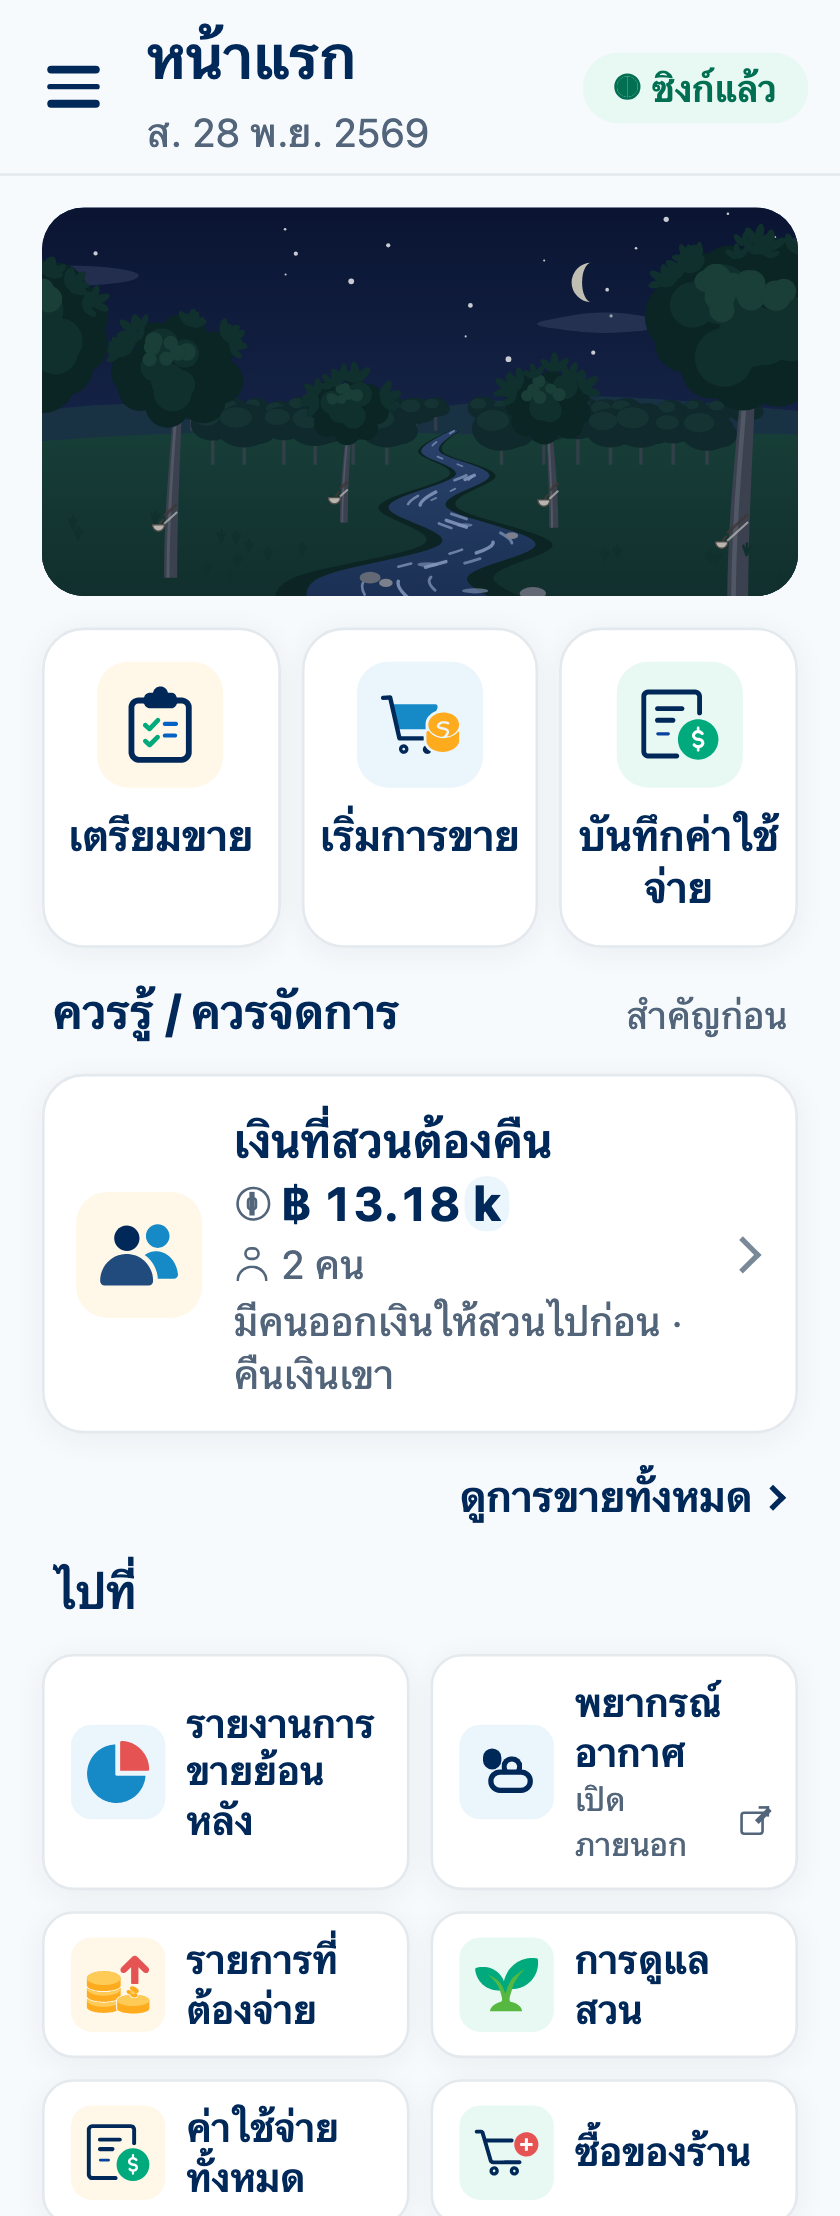 หน้าแรก
ส. 28 พ.ย. 2569
ซิงก์แล้ว
เตรียมขาย
เริ่มการขาย
บันทึกค่าใช้
จ่าย
ควรรู้ / ควรจัดการ
สำคัญก่อน
เงินที่สวนต้องคืน
฿ 13.18 k
2 คน
มีคนออกเงินให้สวนไปก่อน ·
คืนเงินเขา
ดูการขายทั้งหมด
ไปที่
รายงานการ
ขายย้อน
หลัง
พยากรณ์
อากาศ
เปิด
ภายนอก
รายการที่
ต้องจ่าย
การดูแล
สวน
ค่าใช้จ่าย
ทั้งหมด
ซื้อของร้าน